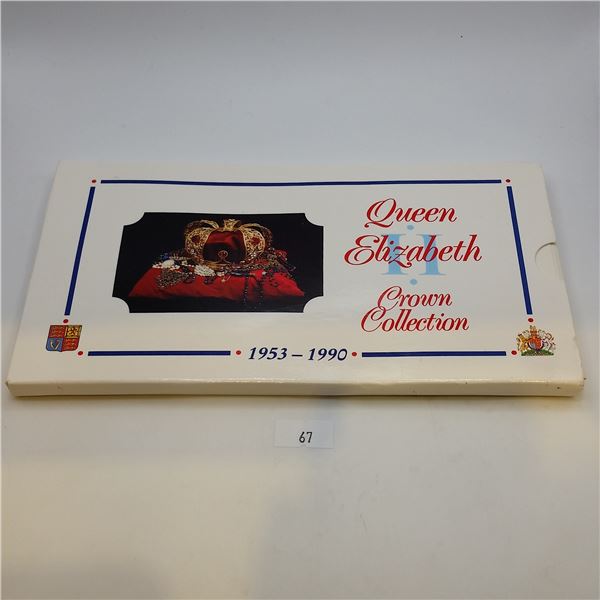 Queen
Elizabeth
II
Crown
Collection
1953 – 1990
67